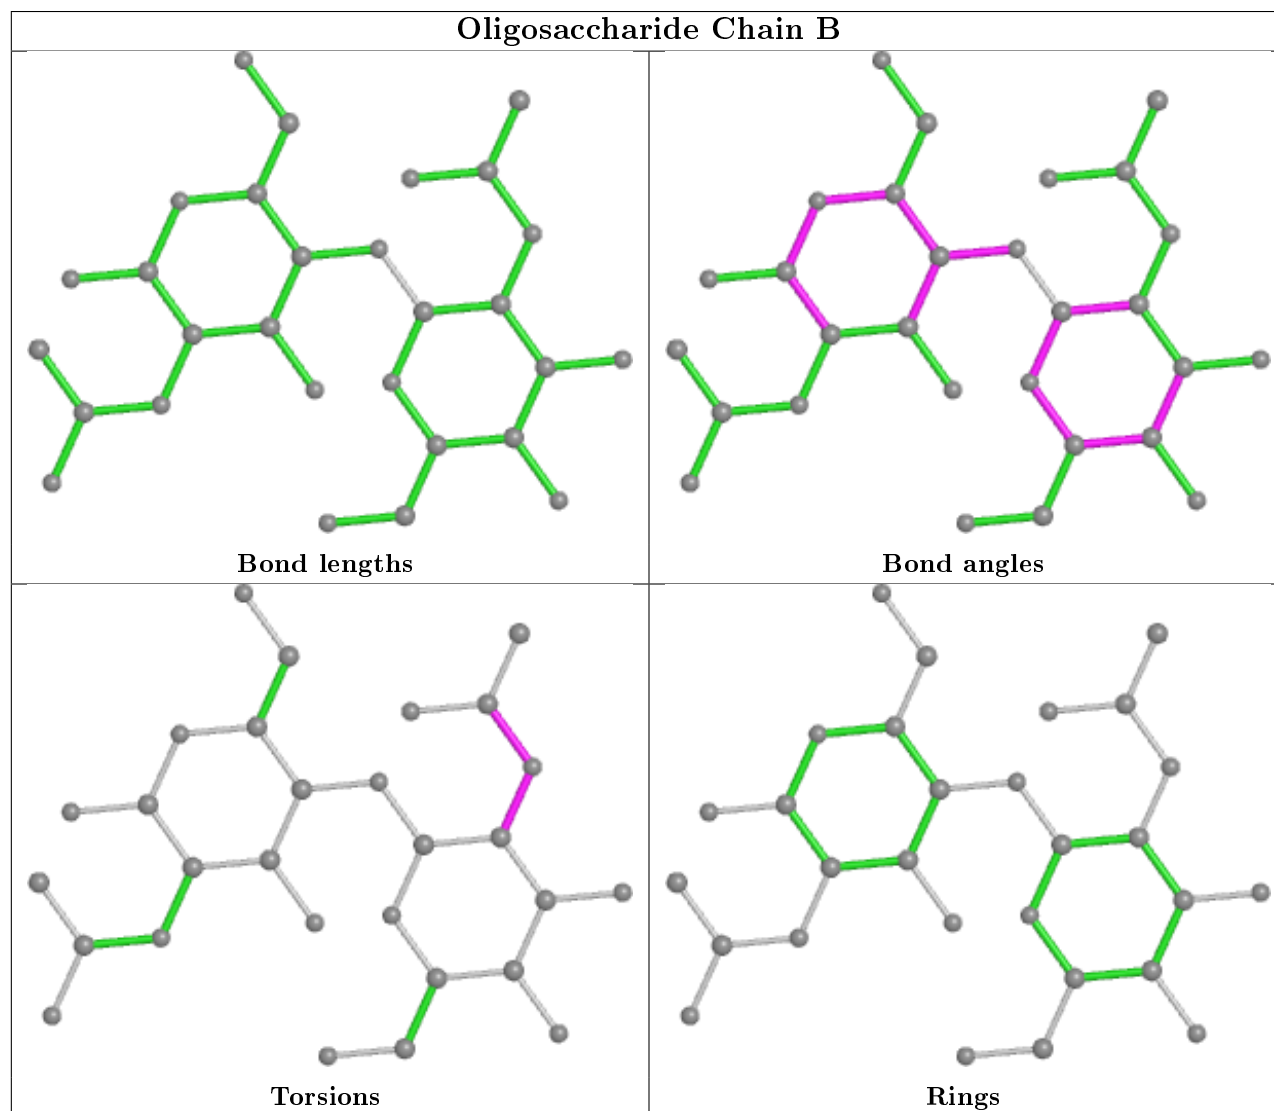 Oligosaccharide Chain B
Bond lengths
Bond angles
Torsions
Rings